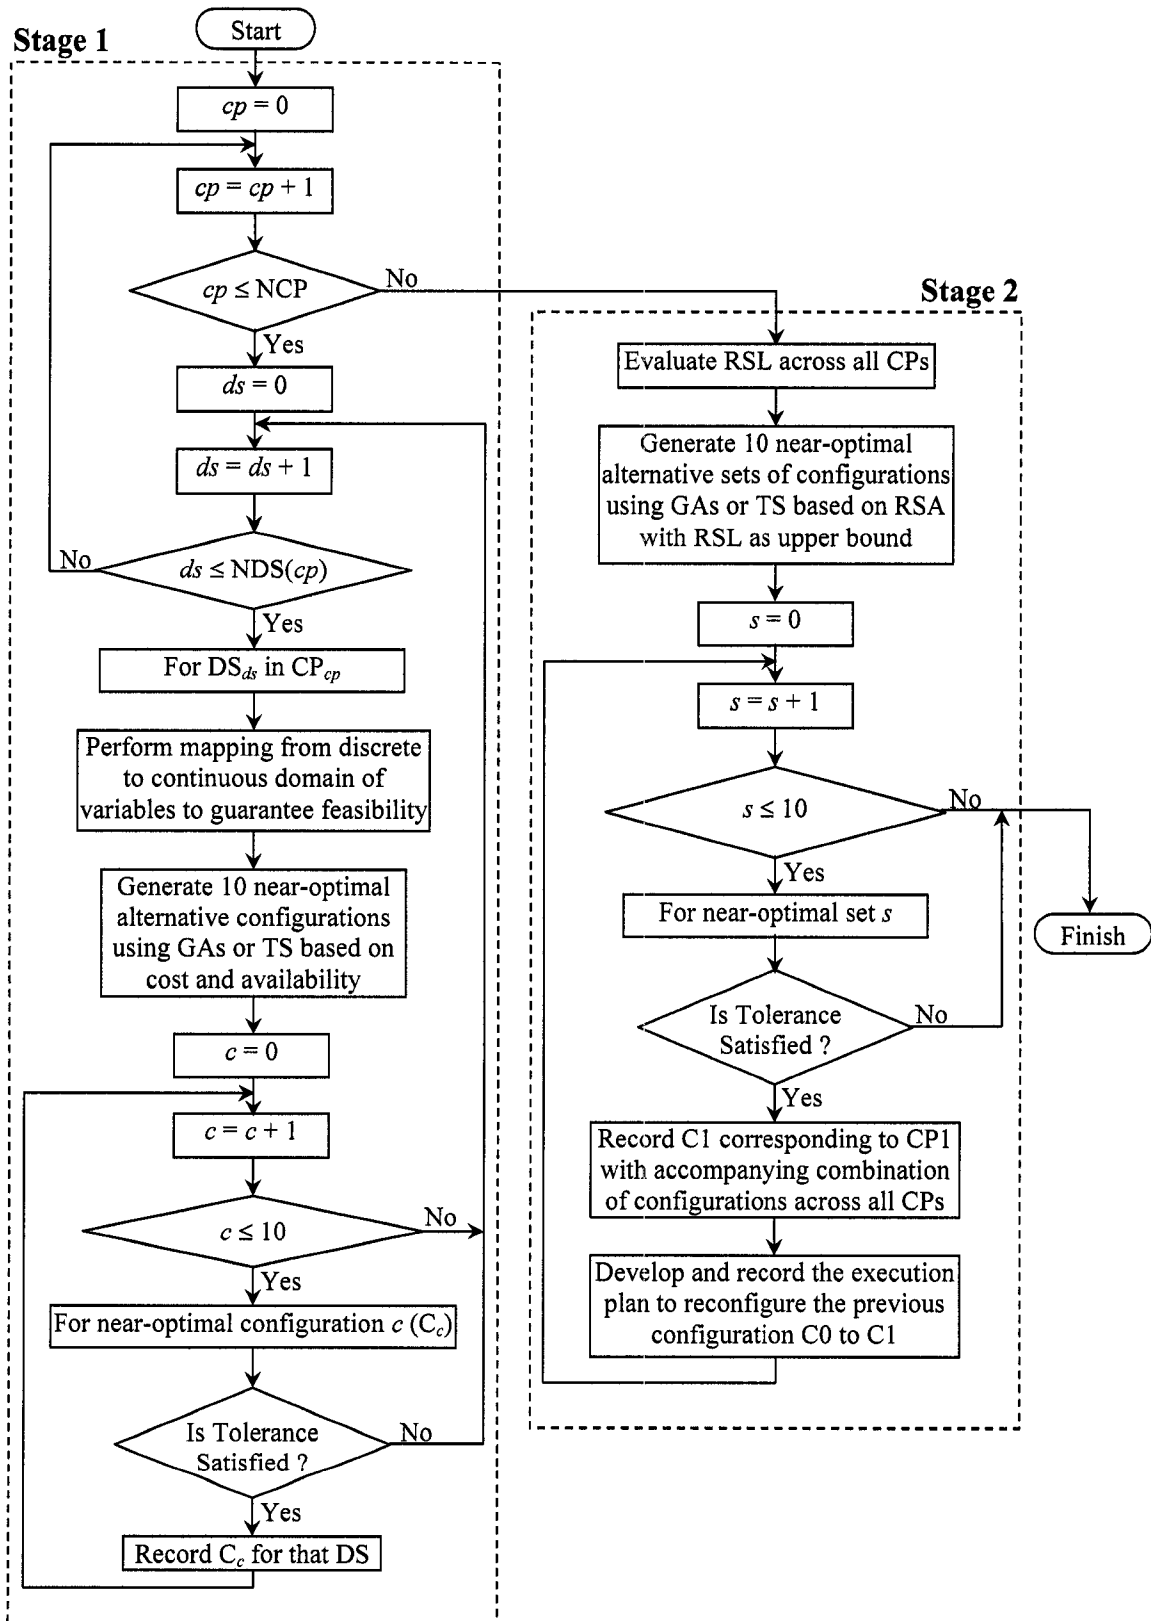 Start
Stage 1
cp = 0
cp = cp + 1
cp ≤ NCP
No
Yes
ds = 0
ds = ds + 1
No
ds ≤ NDS(cp)
Yes
For DSds in CPcp
Perform mapping from discrete
to continuous domain of
variables to guarantee feasibility
Generate 10 near-optimal
alternative configurations
using GAs or TS based on
cost and availability
c = 0
c = c + 1
c ≤ 10
No
Yes
For near-optimal configuration c (Cc)
Is Tolerance
Satisfied ?
No
Yes
Record Cc for that DS
Stage 2
Evaluate RSL across all CPs
Generate 10 near-optimal
alternative sets of configurations
using GAs or TS based on RSA
with RSL as upper bound
s = 0
s = s + 1
s ≤ 10
No
Yes
For near-optimal set s
Finish
Is Tolerance
Satisfied ?
No
Yes
Record C1 corresponding to CP1
with accompanying combination
of configurations across all CPs
Develop and record the execution
plan to reconfigure the previous
configuration C0 to C1